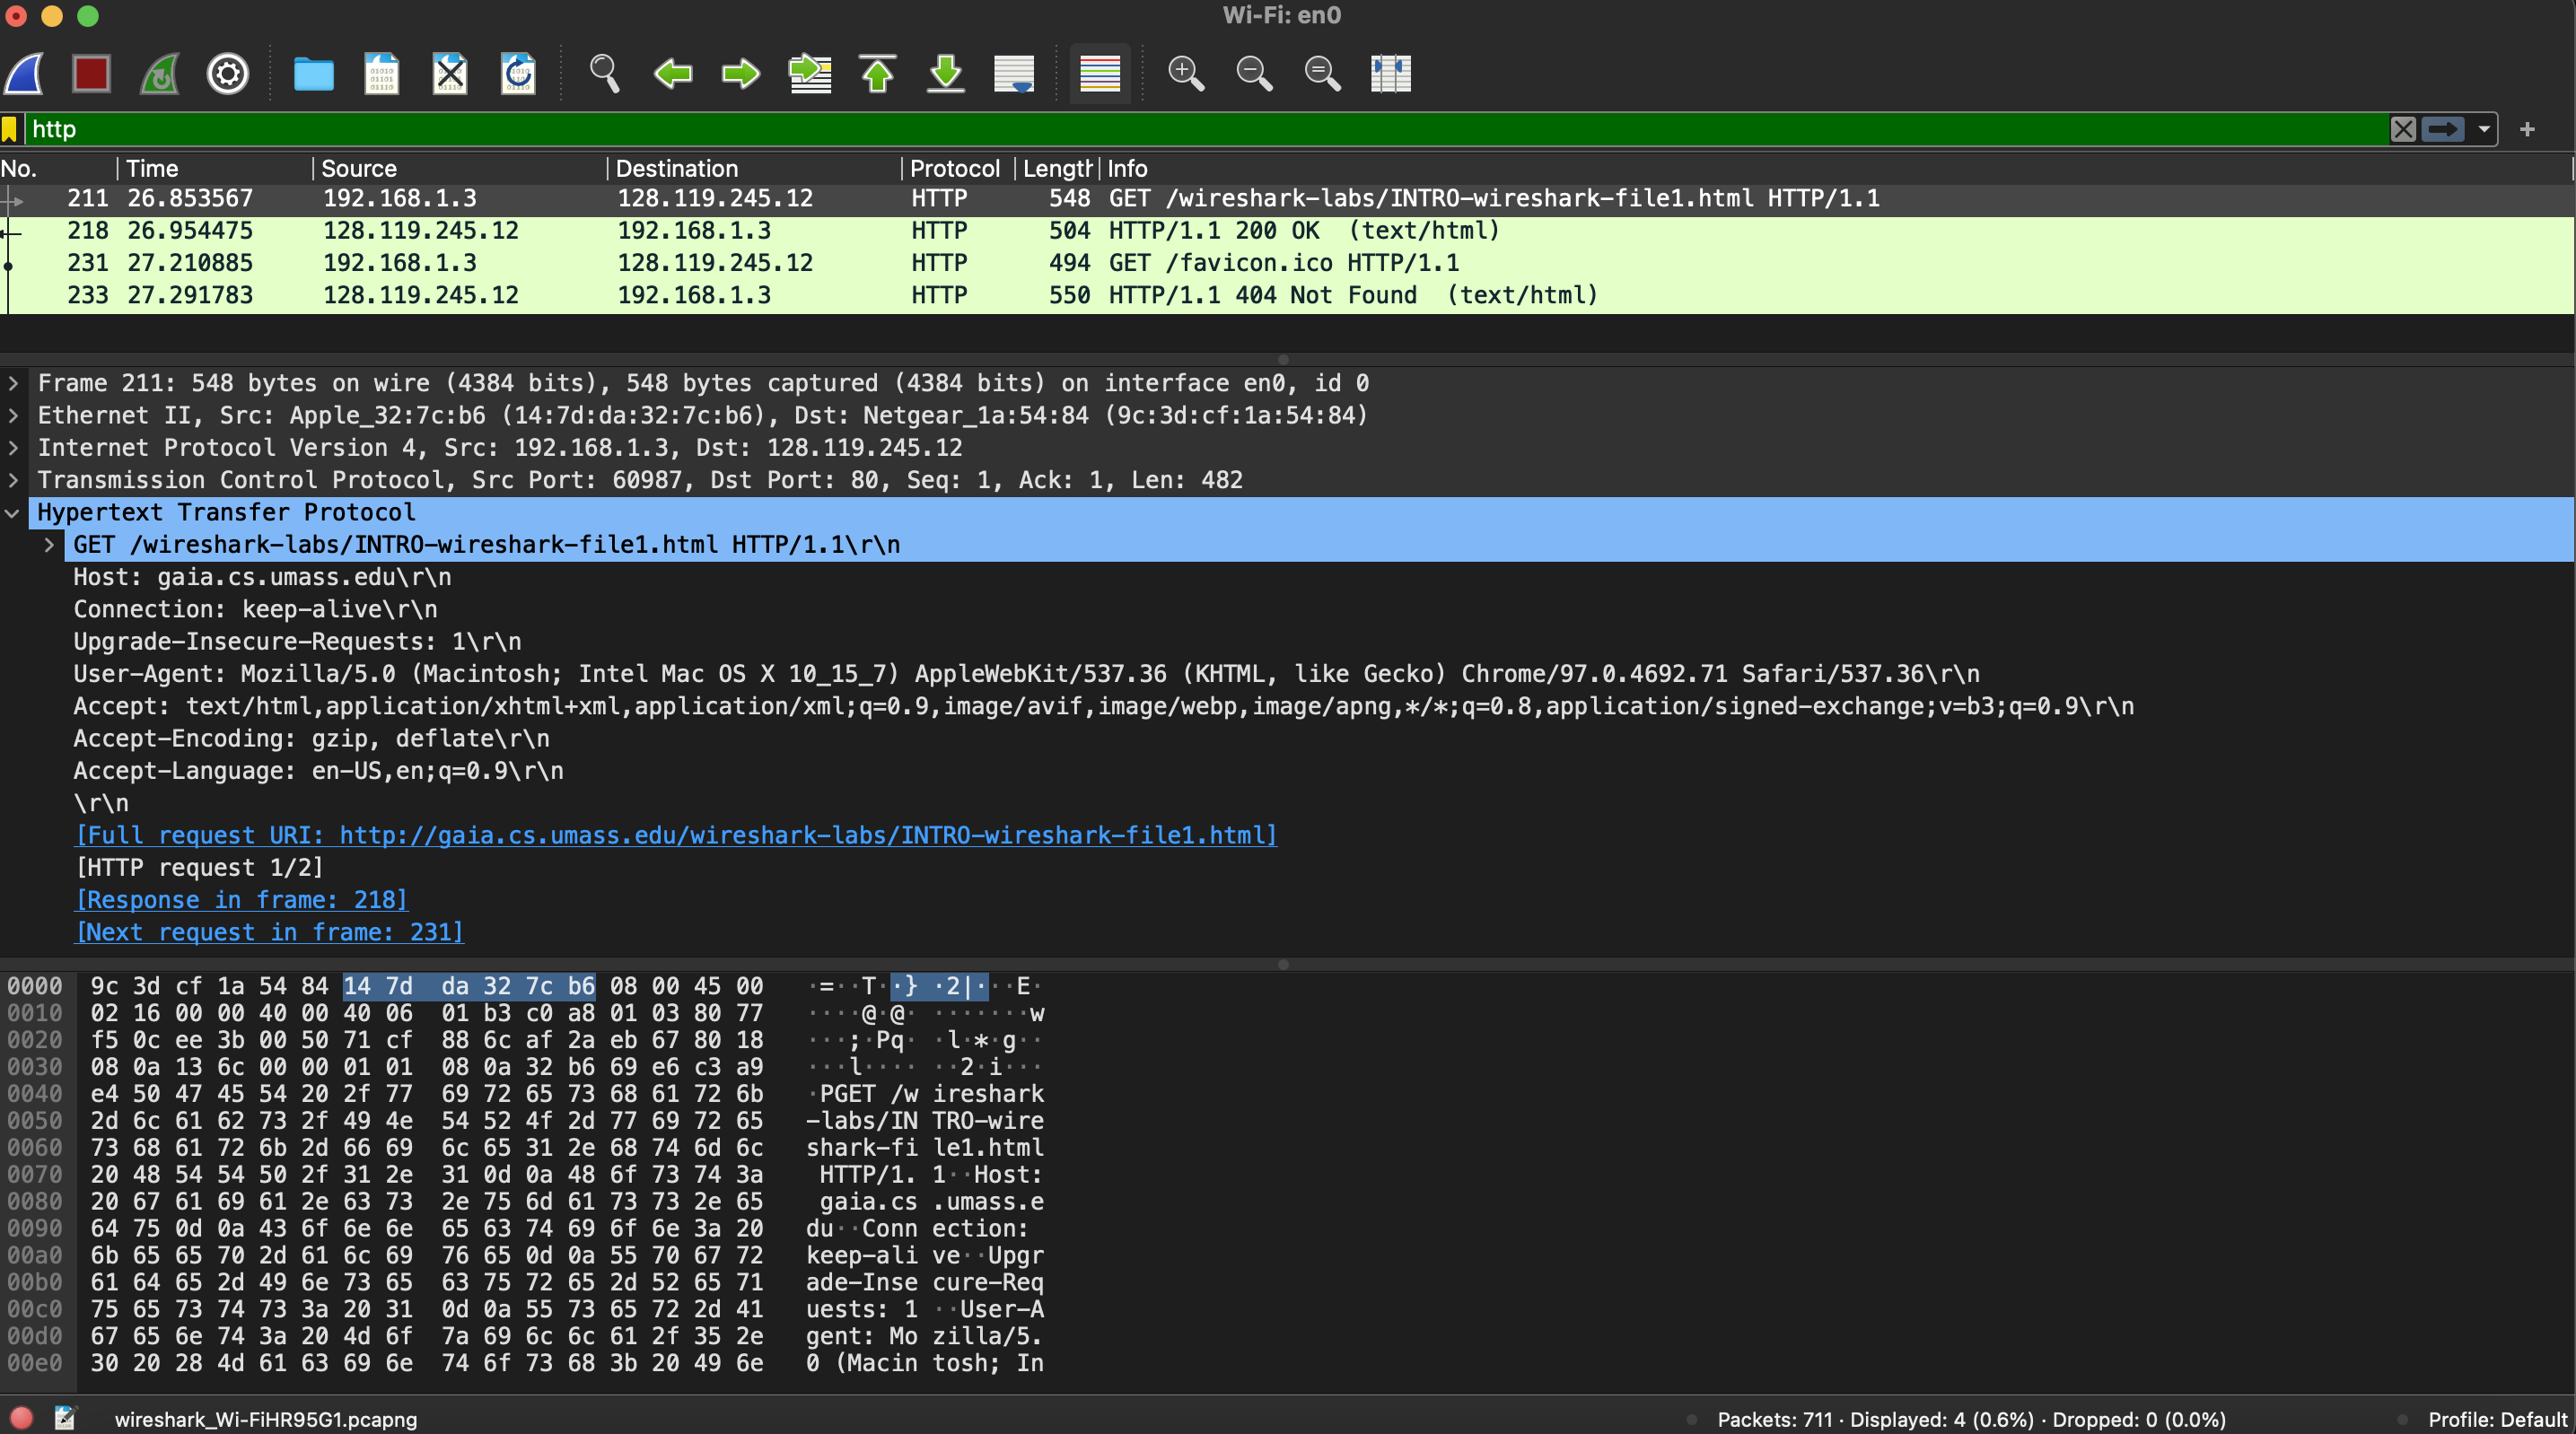 Wi-Fi: en0
http
No. Time Source Destination Protocol Length Info
211 26.853567 192.168.1.3 128.119.245.12 HTTP 548 GET /wireshark-labs/INTRO-wireshark-file1.html HTTP/1.1
218 26.954475 128.119.245.12 192.168.1.3 HTTP 504 HTTP/1.1 200 OK  (text/html)
231 27.210885 192.168.1.3 128.119.245.12 HTTP 494 GET /favicon.ico HTTP/1.1
233 27.291783 128.119.245.12 192.168.1.3 HTTP 550 HTTP/1.1 404 Not Found  (text/html)
Frame 211: 548 bytes on wire (4384 bits), 548 bytes captured (4384 bits) on interface en0, id 0
Ethernet II, Src: Apple_32:7c:b6 (14:7d:da:32:7c:b6), Dst: Netgear_1a:54:84 (9c:3d:cf:1a:54:84)
Internet Protocol Version 4, Src: 192.168.1.3, Dst: 128.119.245.12
Transmission Control Protocol, Src Port: 60987, Dst Port: 80, Seq: 1, Ack: 1, Len: 482
Hypertext Transfer Protocol
GET /wireshark-labs/INTRO-wireshark-file1.html HTTP/1.1\r\n
Host: gaia.cs.umass.edu\r\n
Connection: keep-alive\r\n
Upgrade-Insecure-Requests: 1\r\n
User-Agent: Mozilla/5.0 (Macintosh; Intel Mac OS X 10_15_7) AppleWebKit/537.36 (KHTML, like Gecko) Chrome/97.0.4692.71 Safari/537.36\r\n
Accept: text/html,application/xhtml+xml,application/xml;q=0.9,image/avif,image/webp,image/apng,*/*;q=0.8,application/signed-exchange;v=b3;q=0.9\r\n
Accept-Encoding: gzip, deflate\r\n
Accept-Language: en-US,en;q=0.9\r\n
\r\n
[Full request URI: http://gaia.cs.umass.edu/wireshark-labs/INTRO-wireshark-file1.html]
[HTTP request 1/2]
[Response in frame: 218]
[Next request in frame: 231]
0000 9c 3d cf 1a 54 84 14 7d da 32 7c b6 08 00 45 00 ·=··T··} ·2|···E·
0010 02 16 00 00 40 00 40 06 01 b3 c0 a8 01 03 80 77 ····@·@· ·······w
0020 f5 0c ee 3b 00 50 71 cf 88 6c af 2a eb 67 80 18 ···;·Pq· ·l·*·g··
0030 08 0a 13 6c 00 00 01 01 08 0a 32 b6 69 e6 c3 a9 ···l···· ··2·i···
0040 e4 50 47 45 54 20 2f 77 69 72 65 73 68 61 72 6b ·PGET /w ireshark
0050 2d 6c 61 62 73 2f 49 4e 54 52 4f 2d 77 69 72 65 -labs/IN TRO-wire
0060 73 68 61 72 6b 2d 66 69 6c 65 31 2e 68 74 6d 6c shark-fi le1.html
0070 20 48 54 54 50 2f 31 2e 31 0d 0a 48 6f 73 74 3a  HTTP/1. 1··Host:
0080 20 67 61 69 61 2e 63 73 2e 75 6d 61 73 73 2e 65  gaia.cs .umass.e
0090 64 75 0d 0a 43 6f 6e 6e 65 63 74 69 6f 6e 3a 20 du··Conn ection: 
00a0 6b 65 65 70 2d 61 6c 69 76 65 0d 0a 55 70 67 72 keep-ali ve··Upgr
00b0 61 64 65 2d 49 6e 73 65 63 75 72 65 2d 52 65 71 ade-Inse cure-Req
00c0 75 65 73 74 73 3a 20 31 0d 0a 55 73 65 72 2d 41 uests: 1 ··User-A
00d0 67 65 6e 74 3a 20 4d 6f 7a 69 6c 6c 61 2f 35 2e gent: Mo zilla/5.
00e0 30 20 28 4d 61 63 69 6e 74 6f 73 68 3b 20 49 6e 0 (Macin tosh; In
wireshark_Wi-FiHR95G1.pcapng Packets: 711 · Displayed: 4 (0.6%) · Dropped: 0 (0.0%) Profile: Default